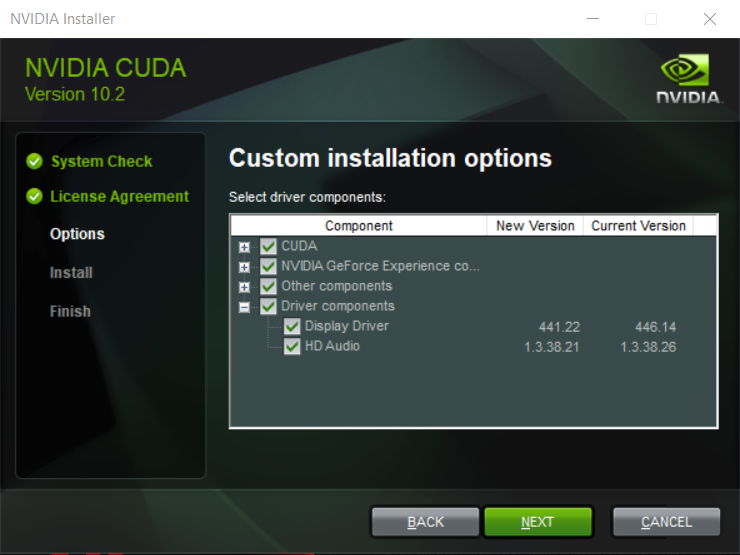 NVIDIA Installer
NVIDIA CUDA
Version 10.2
NVIDIA
System Check
License Agreement
Options
Install
Finish
Custom installation options
Select driver components:
Component New Version Current Version
CUDA
NVIDIA GeForce Experience co...
Other components
Driver components
Display Driver 441.22 446.14
HD Audio 1.3.38.21 1.3.38.26
BACK NEXT CANCEL